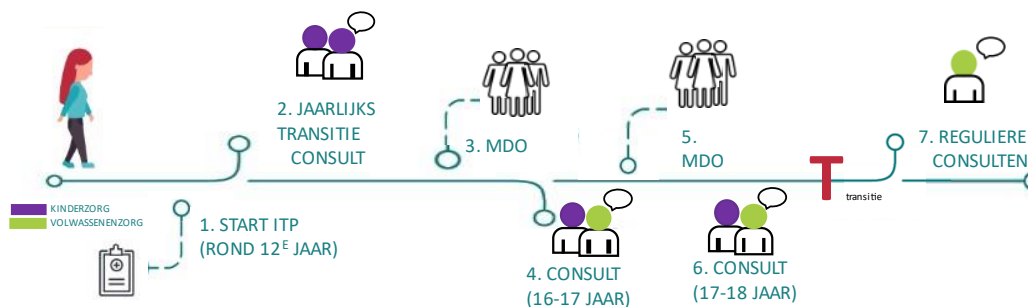 2. JAARLIJKS
TRANSITIE
CONSULT
3. MDO
5.
MDO
7. REGULIERE
CONSULTEN
T
transitie
KINDERZORG
VOLWASSENENZORG
1. START ITP
(ROND 12E JAAR)
4. CONSULT
(16-17 JAAR)
6. CONSULT
(17-18 JAAR)